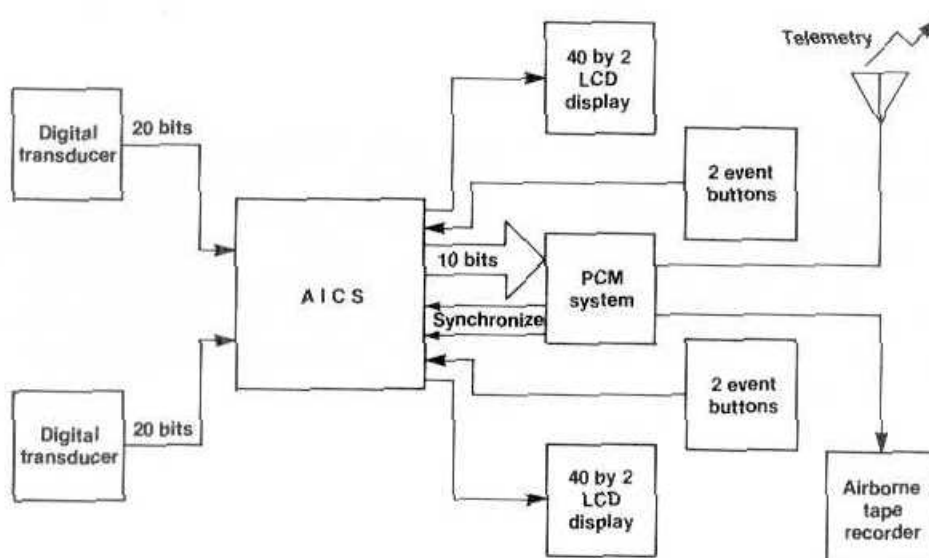 Telemetry
40 by 2
LCD
display
Digital
transducer
20 bits
2 event
buttons
AICS
10 bits
PCM
system
Synchronize
2 event
buttons
Digital
transducer
20 bits
40 by 2
LCD
display
Airborne
tape
recorder